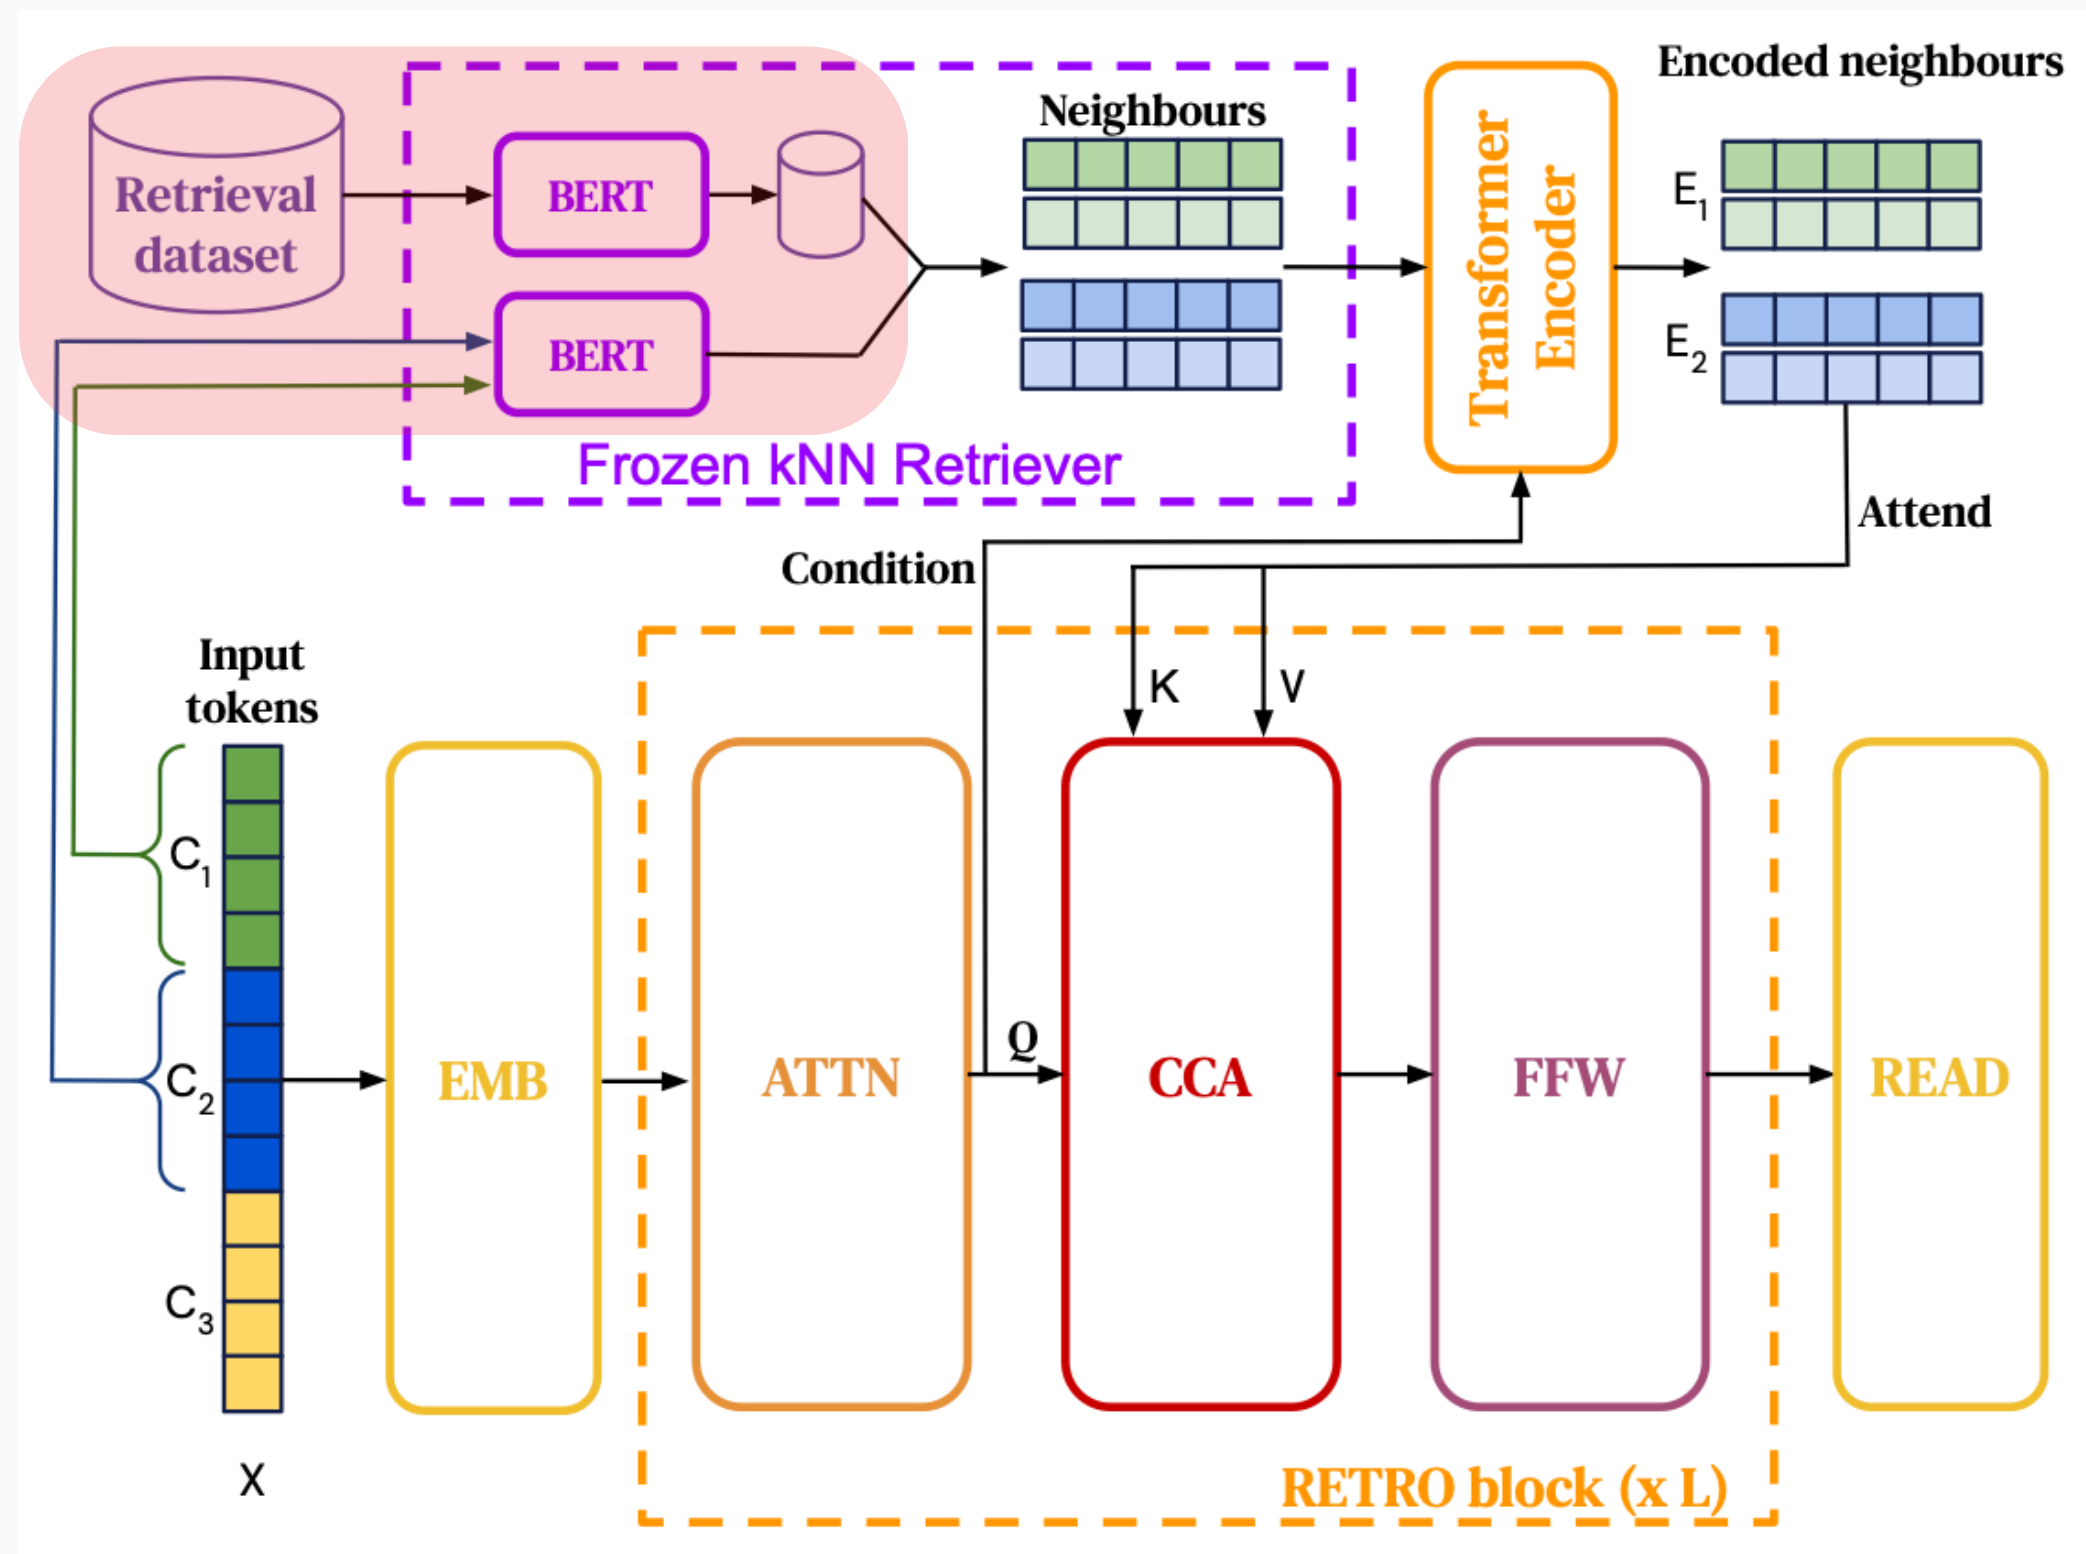 Encoded neighbours
Neighbours
Retrieval
dataset
BERT
BERT
Transformer
Encoder
E1
E2
Frozen kNN Retriever
Attend
Condition
Input
tokens
K
V
C1
Q
C2
EMB
ATTN
CCA
FFW
READ
C3
X
RETRO block (x L)